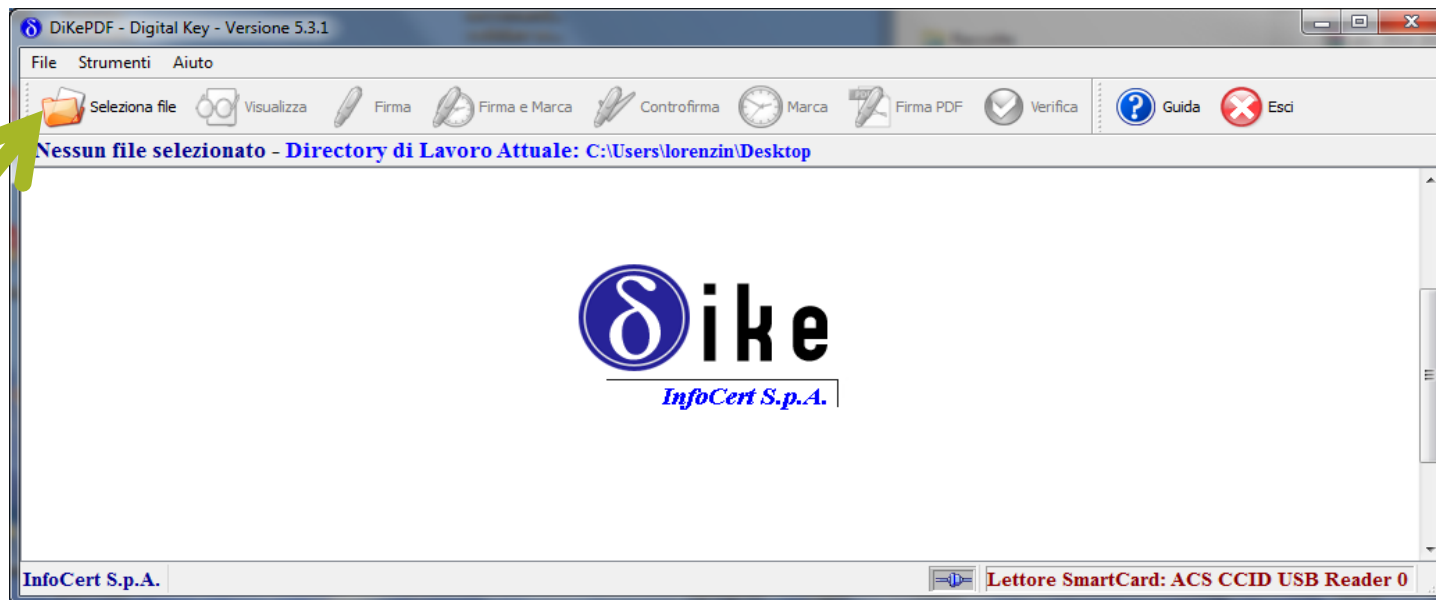 DiKePDF - Digital Key - Versione 5.3.1
File Strumenti Aiuto
Seleziona file Visualizza Firma Firma e Marca Controfirma Marca Firma PDF Verifica Guida Esci
Nessun file selezionato - Directory di Lavoro Attuale: C:\Users\lorenzin\Desktop
δike
InfoCert S.p.A.
InfoCert S.p.A. Lettore SmartCard: ACS CCID USB Reader 0